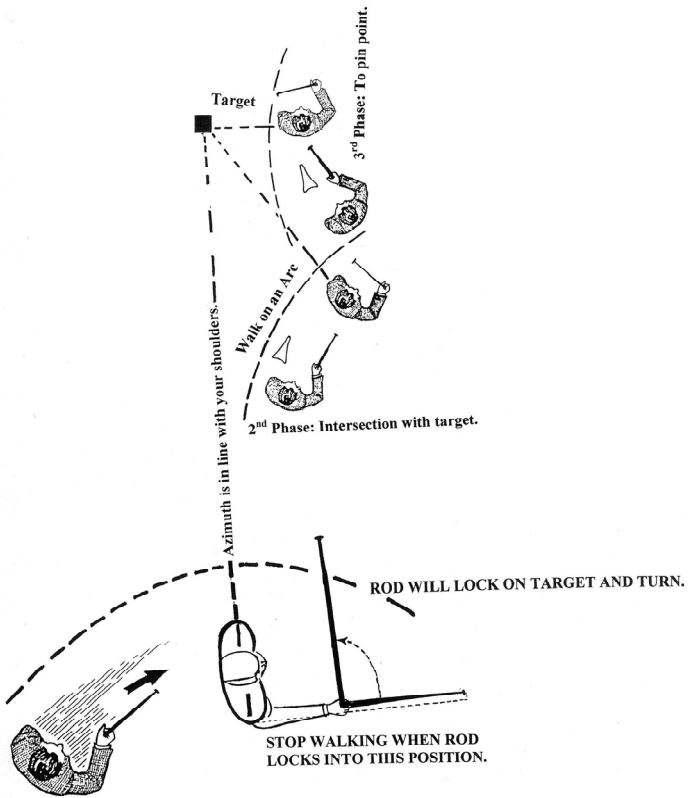 Target
3rd Phase: To pin point.
Walk on an Arc
2nd Phase: Intersection with target.
Azimuth is in line with your shoulders.
ROD WILL LOCK ON TARGET AND TURN.
STOP WALKING WHEN ROD
LOCKS INTO THIS POSITION.